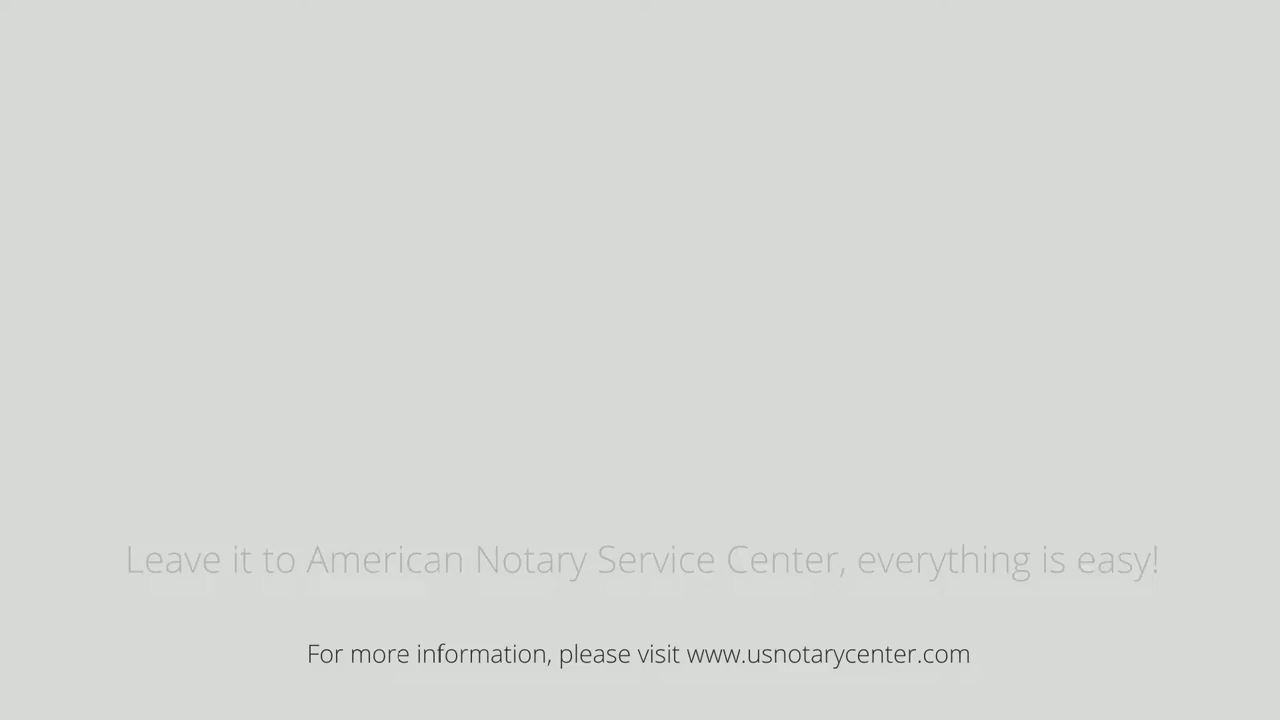 Leave it to American Notary Service Center, everything is easy!
For more information, please visit www.usnotarycenter.com